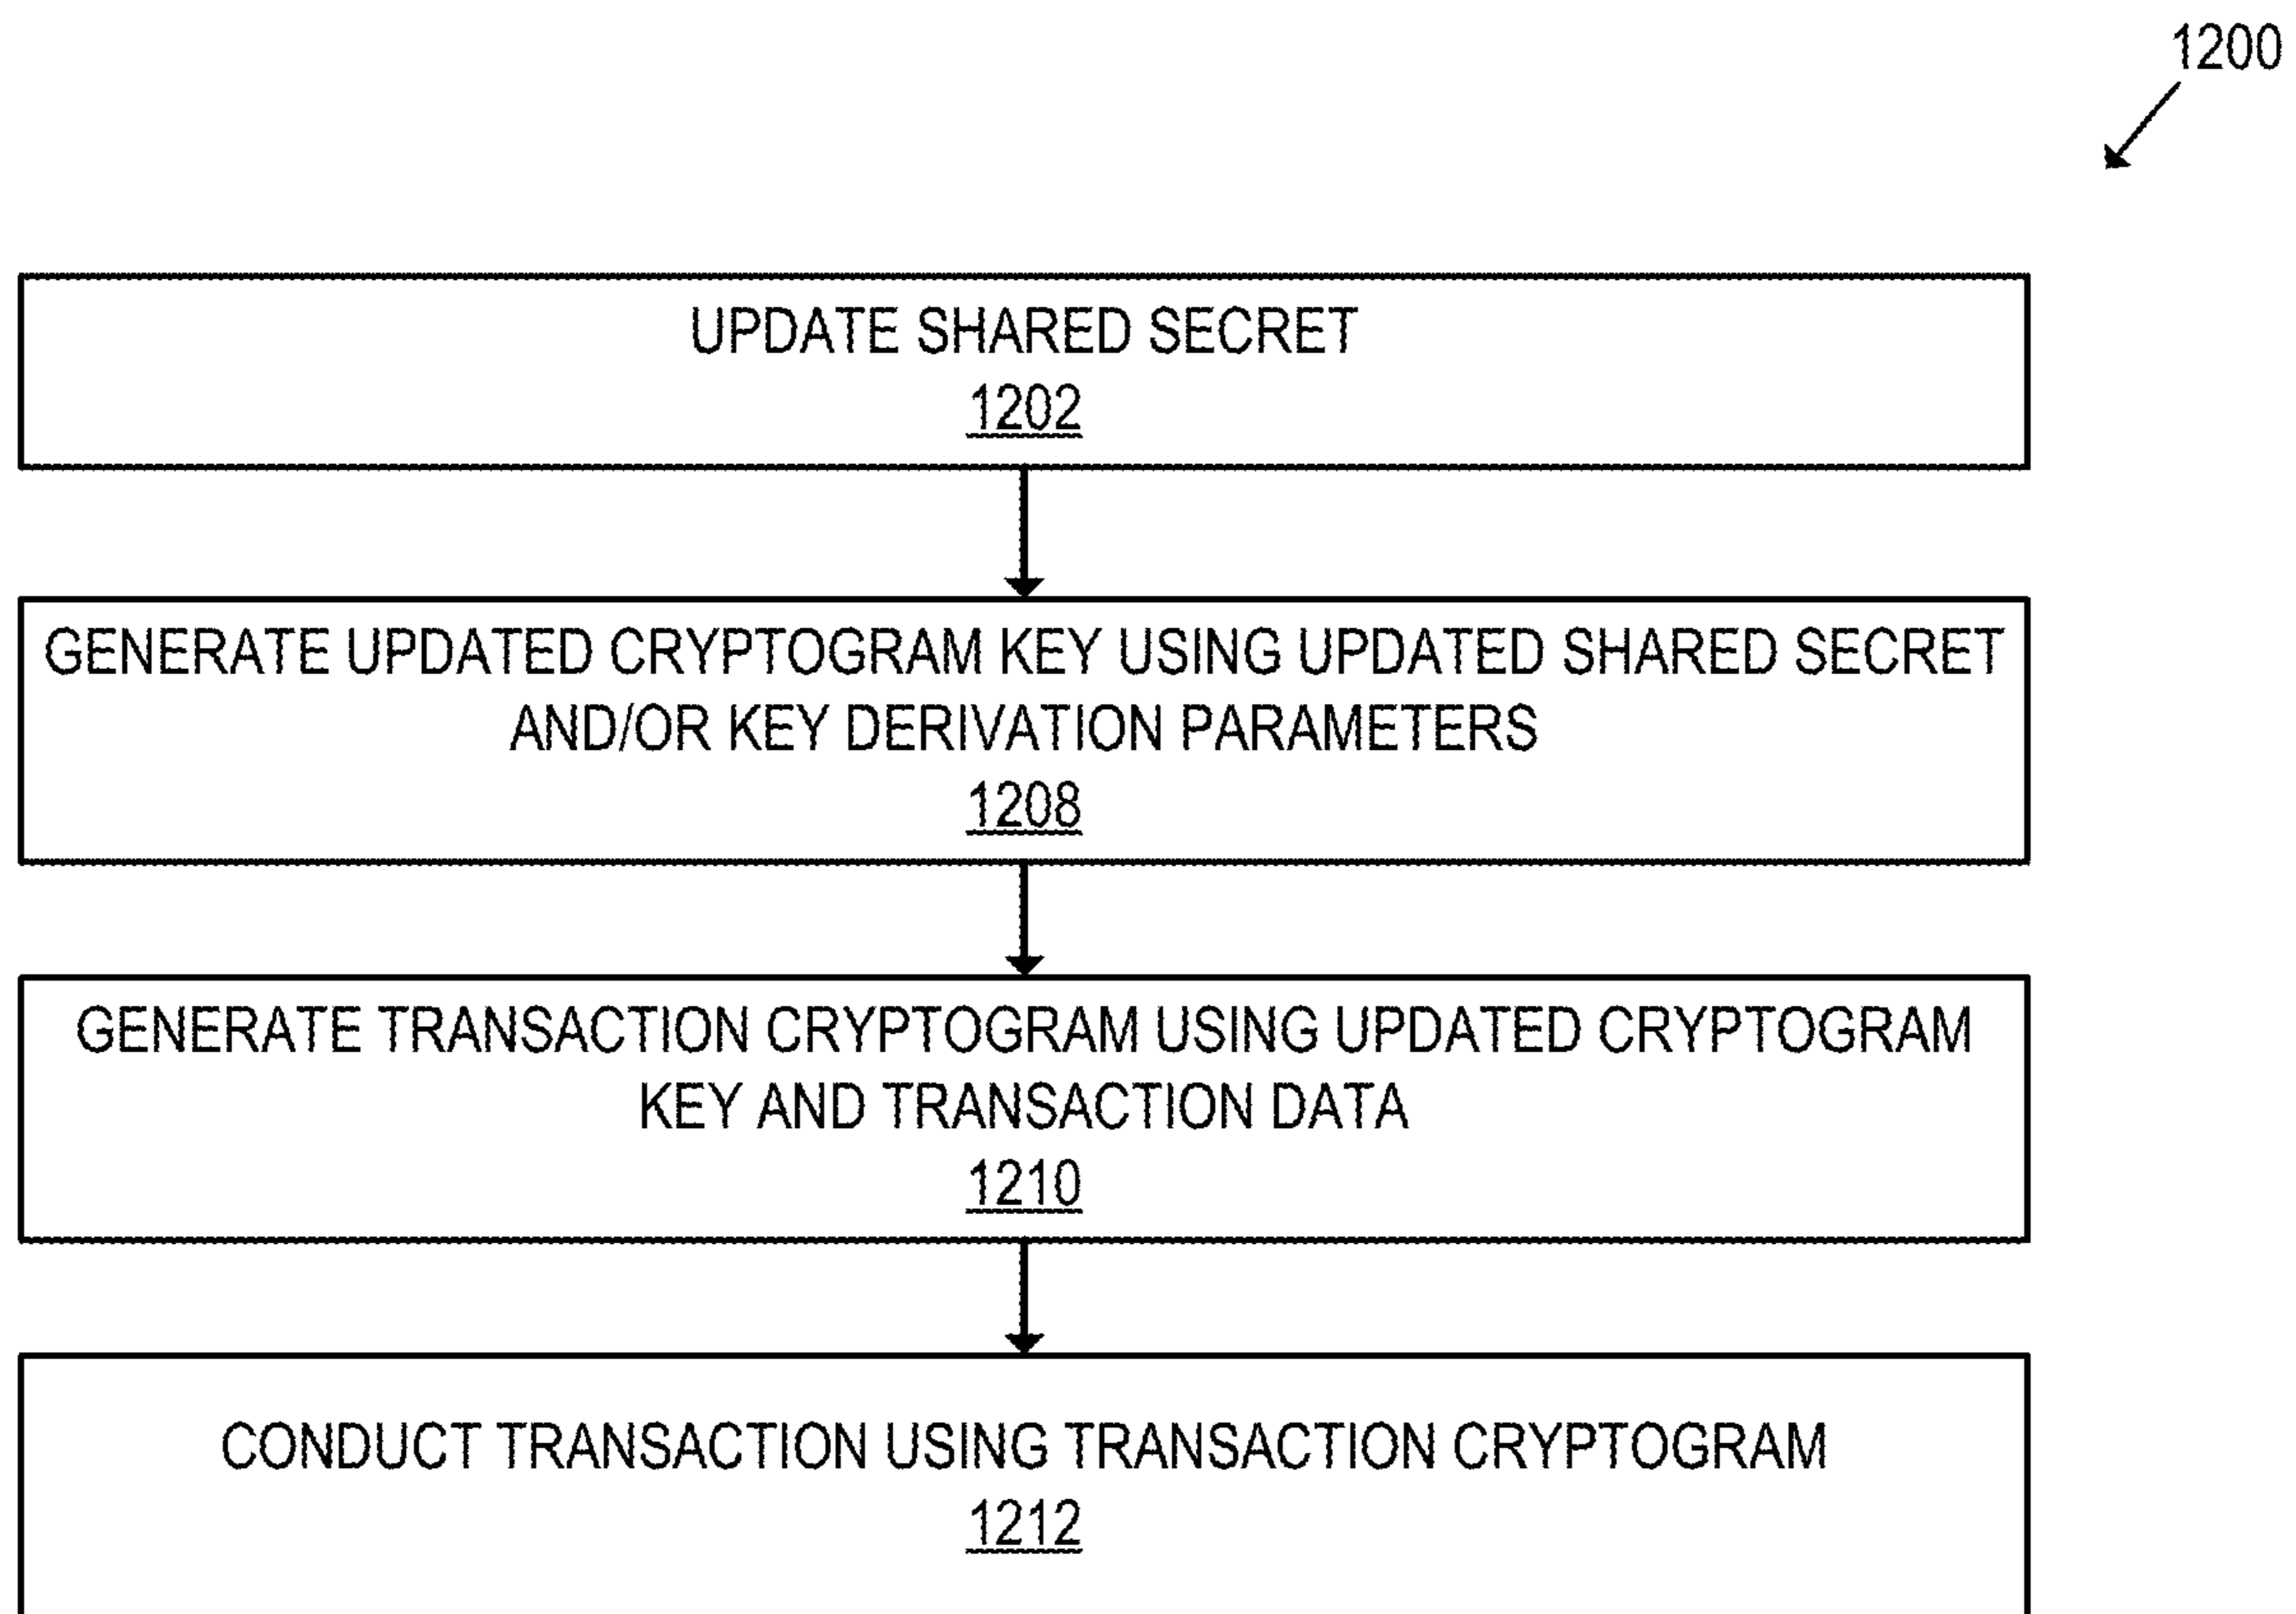 1200
UPDATE SHARED SECRET
1202
GENERATE UPDATED CRYPTOGRAM KEY USING UPDATED SHARED SECRET
AND/OR KEY DERIVATION PARAMETERS
1208
GENERATE TRANSACTION CRYPTOGRAM USING UPDATED CRYPTOGRAM
KEY AND TRANSACTION DATA
1210
CONDUCT TRANSACTION USING TRANSACTION CRYPTOGRAM
1212